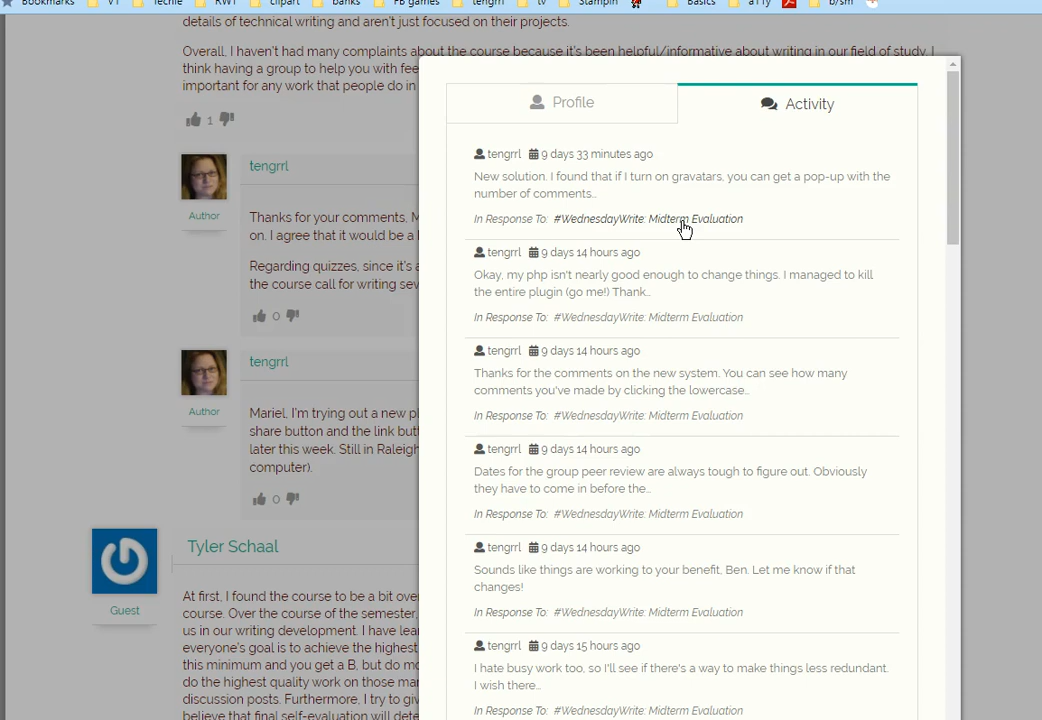 Bookmarks VT Techie RWT clipart banks FB games tengrrl tv Stampin Basics a11y b/sm
details of technical writing and aren't just focused on their projects.
Overall, I haven't had many complaints about the course because it's been helpful/informative about writing in our field of study. I
think having a group to help you with fee
important for any work that people do in
1
tengrrl
Author
Thanks for your comments, M
on. I agree that it would be a l
Regarding quizzes, since it's a
the course call for writing sev
0
tengrrl
Author
Mariel, I'm trying out a new pl
share button and the link butt
later this week. Still in Raleigh
computer).
0
Tyler Schaal
Guest
At first, I found the course to be a bit over
course. Over the course of the semester,
us in our writing development. I have lear
everyone's goal is to achieve the highest
this minimum and you get a B, but do mo
do the highest quality work on those mar
discussion posts. Furthermore, I try to giv
believe that final self-evaluation will dete
Profile
Activity
tengrrl 9 days 33 minutes ago
New solution. I found that if I turn on gravatars, you can get a pop-up with the
number of comments...
In Response To: #WednesdayWrite: Midterm Evaluation
tengrrl 9 days 14 hours ago
Okay, my php isn't nearly good enough to change things. I managed to kill
the entire plugin (go me!) Thank...
In Response To: #WednesdayWrite: Midterm Evaluation
tengrrl 9 days 14 hours ago
Thanks for the comments on the new system. You can see how many
comments you've made by clicking the lowercase...
In Response To: #WednesdayWrite: Midterm Evaluation
tengrrl 9 days 14 hours ago
Dates for the group peer review are always tough to figure out. Obviously
they have to come in before the...
In Response To: #WednesdayWrite: Midterm Evaluation
tengrrl 9 days 14 hours ago
Sounds like things are working to your benefit, Ben. Let me know if that
changes!
In Response To: #WednesdayWrite: Midterm Evaluation
tengrrl 9 days 15 hours ago
I hate busy work too, so I'll see if there's a way to make things less redundant.
I wish there...
In Response To: #WednesdayWrite: Midterm Evaluation